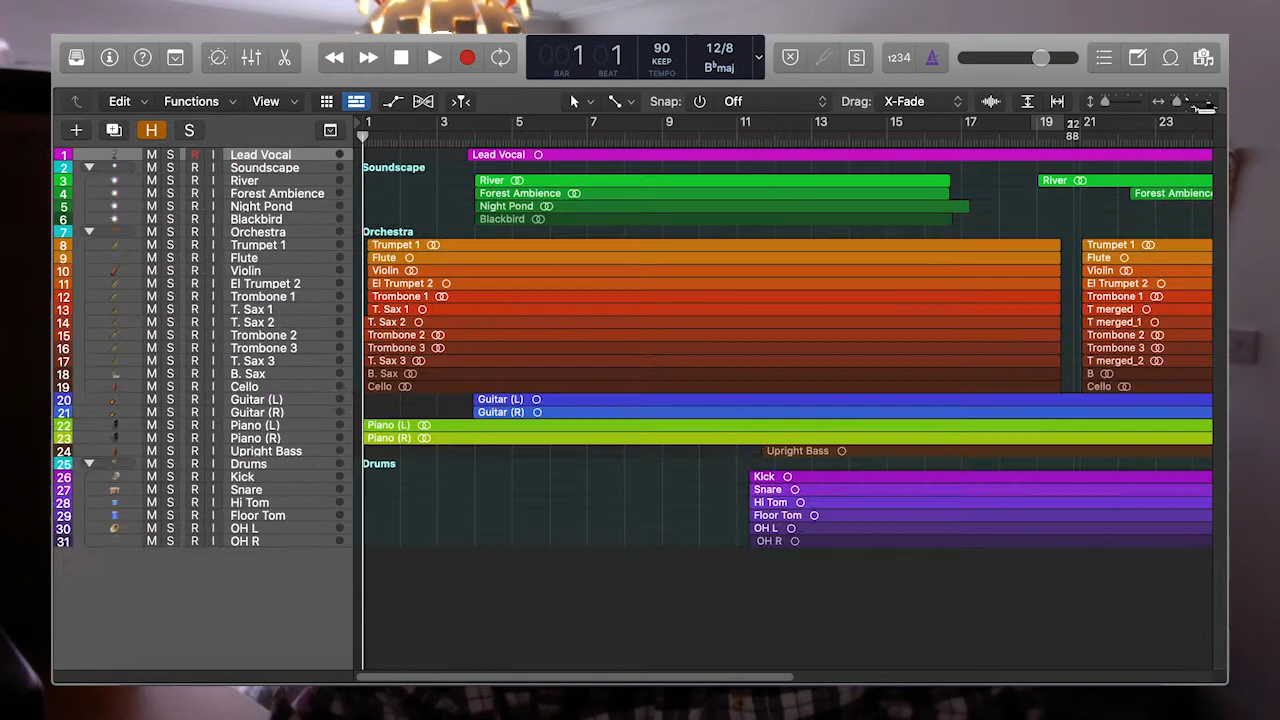 001 01 90 12/8
KEEP B♭maj
BAR BEAT TEMPO
S 1234
Edit Functions View Snap: Off Drag: X-Fade
+ H S 1 3 5 7 9 11 13 15 17 19 21 23
12
88
1 M S R I Lead Vocal Lead Vocal
2 M S R I Soundscape Soundscape
3 M S R I River River River
4 M S R I Forest Ambience Forest Ambience Forest Ambience
5 M S R I Night Pond Night Pond
6 M S R I Blackbird Blackbird
7 M S R I Orchestra Orchestra
8 M S R I Trumpet 1 Trumpet 1 Trumpet 1
9 M S R I Flute Flute Flute
10 M S R I Violin Violin Violin
11 M S R I El Trumpet 2 El Trumpet 2 El Trumpet 2
12 M S R I Trombone 1 Trombone 1 Trombone 1
13 M S R I T. Sax 1 T. Sax 1 T merged
14 M S R I T. Sax 2 T. Sax 2 T merged_1
15 M S R I Trombone 2 Trombone 2 Trombone 2
16 M S R I Trombone 3 Trombone 3 Trombone 3
17 M S R I T. Sax 3 T. Sax 3 T merged_2
18 M S R I B. Sax B. Sax B
19 M S R I Cello Cello Cello
20 M S R I Guitar (L) Guitar (L)
21 M S R I Guitar (R) Guitar (R)
22 M S R I Piano (L) Piano (L)
23 M S R I Piano (R) Piano (R)
24 M S R I Upright Bass Upright Bass
25 M S R I Drums Drums
26 M S R I Kick Kick
27 M S R I Snare Snare
28 M S R I Hi Tom Hi Tom
29 M S R I Floor Tom Floor Tom
30 M S R I OH L OH L
31 M S R I OH R OH R